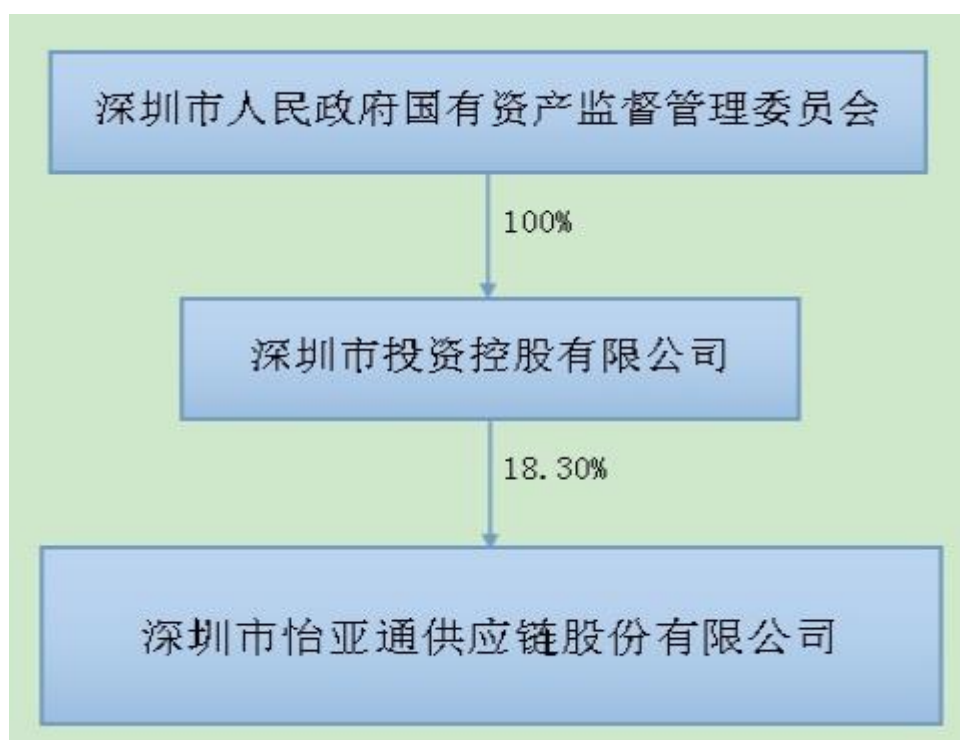 深圳市人民政府国有资产监督管理委员会
100%
深圳市投资控股有限公司
18.30%
深圳市怡亚通供应链股份有限公司